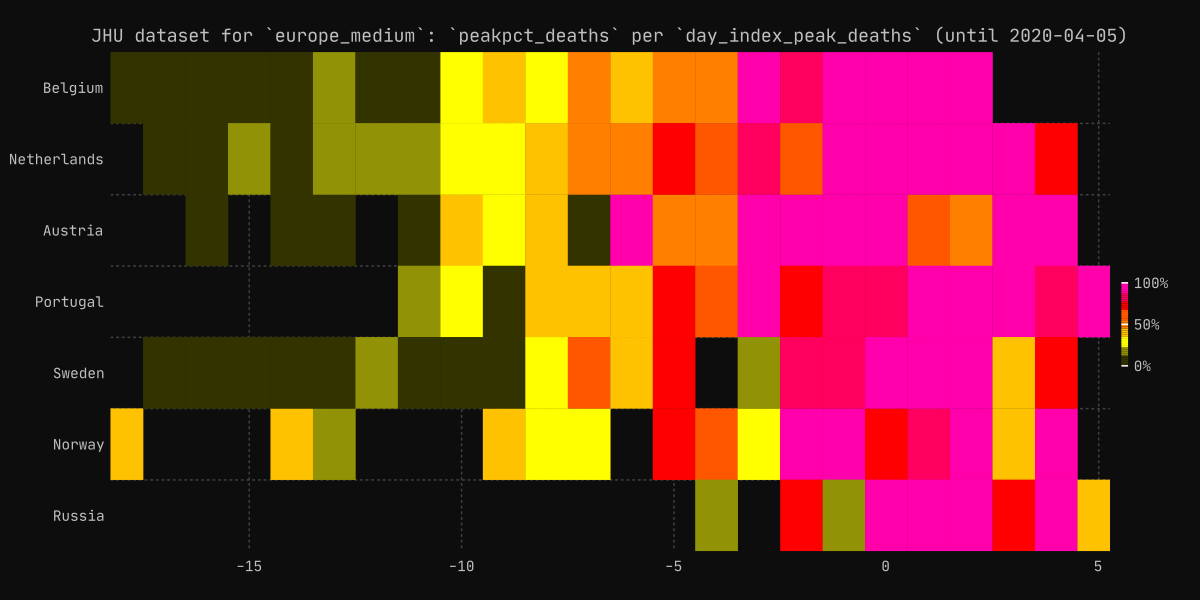 JHU dataset for `europe_medium`: `peakpct_deaths` per `day_index_peak_deaths` (until 2020-04-05)
Belgium
Netherlands
Austria
Portugal
Sweden
Norway
Russia
100%
50%
0%
-15
-10
-5
0
5